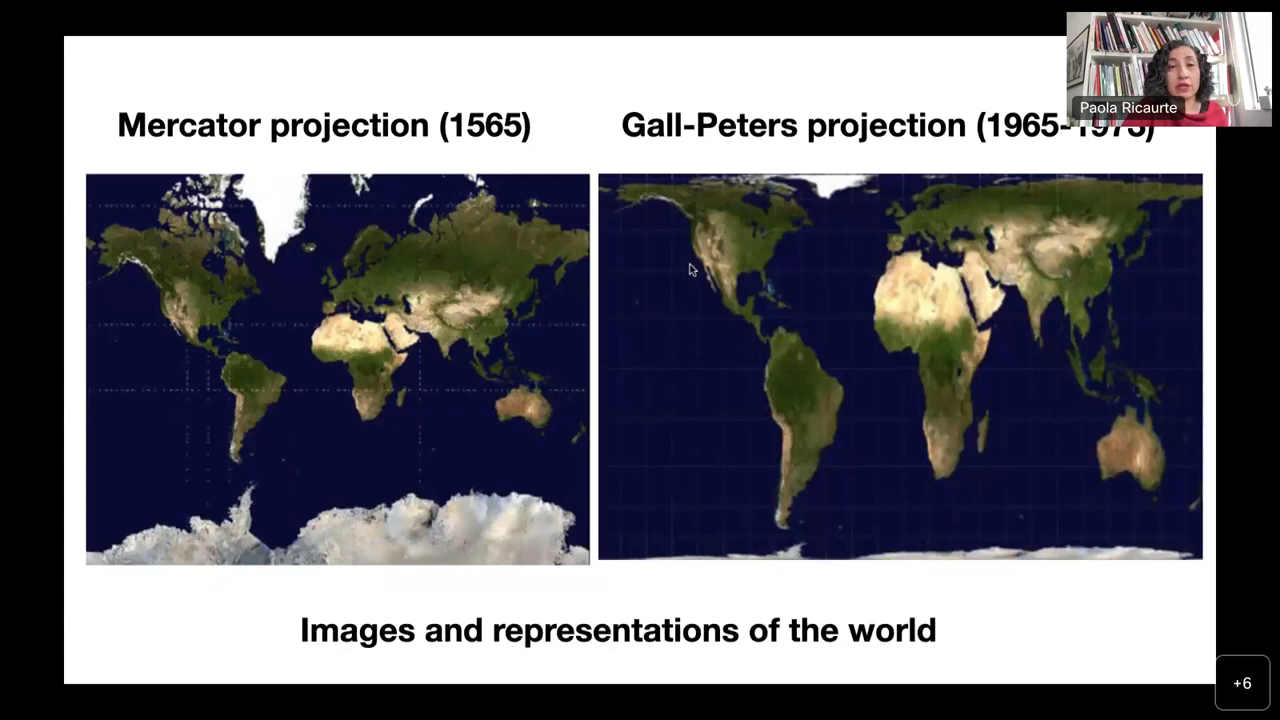 Paola Ricaurte
Mercator projection (1565)
Gall-Peters projection (1965-1973)
Images and representations of the world
+6